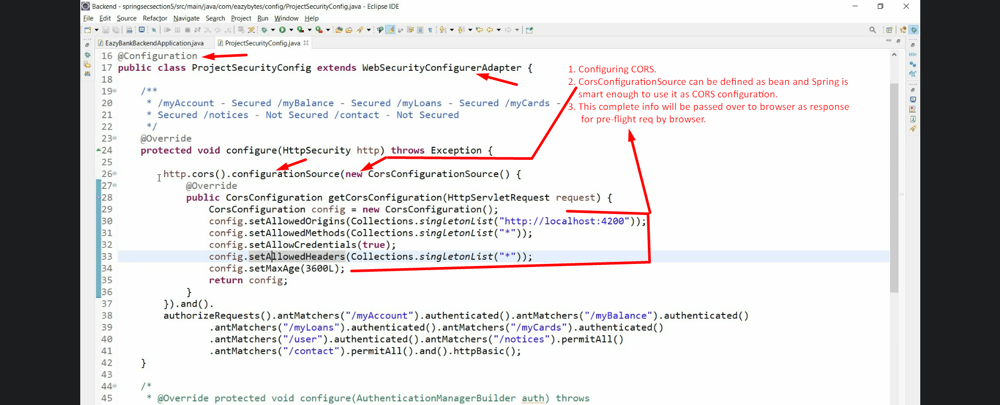 Backend - springsecsection5/src/main/java/com/eazybytes/config/ProjectSecurityConfig.java - Eclipse IDE
File Edit Source Refactor Navigate Search Project Run Window Help
EazyBankBackendApplication.java ProjectSecurityConfig.java
16 @Configuration
17 public class ProjectSecurityConfig extends WebSecurityConfigurerAdapter {
18
19 /**
20 * /myAccount - Secured /myBalance - Secured /myLoans - Secured /myCards -
21 * Secured /notices - Not Secured /contact - Not Secured
22 */
23 @Override
24 protected void configure(HttpSecurity http) throws Exception {
25
26 http.cors().configurationSource(new CorsConfigurationSource() {
27 @Override
28 public CorsConfiguration getCorsConfiguration(HttpServletRequest request) {
29 CorsConfiguration config = new CorsConfiguration();
30 config.setAllowedOrigins(Collections.singletonList("http://localhost:4200"));
31 config.setAllowedMethods(Collections.singletonList("*"));
32 config.setAllowCredentials(true);
33 config.setAllowedHeaders(Collections.singletonList("*"));
34 config.setMaxAge(3600L);
35 return config;
36 }
37 }).and().
38 authorizeRequests().antMatchers("/myAccount").authenticated().antMatchers("/myBalance").authenticated()
39 .antMatchers("/myLoans").authenticated().antMatchers("/myCards").authenticated()
40 .antMatchers("/user").authenticated().antMatchers("/notices").permitAll()
41 .antMatchers("/contact").permitAll().and().httpBasic();
42 }
43
44 /*
45 * @Override protected void configure(AuthenticationManagerBuilder auth) throws
1. Configuring CORS.
2. CorsConfigurationSource can be defined as bean and Spring is
smart enough to use it as CORS configuration.
3. This complete info will be passed over to browser as response
for pre-flight req by browser.